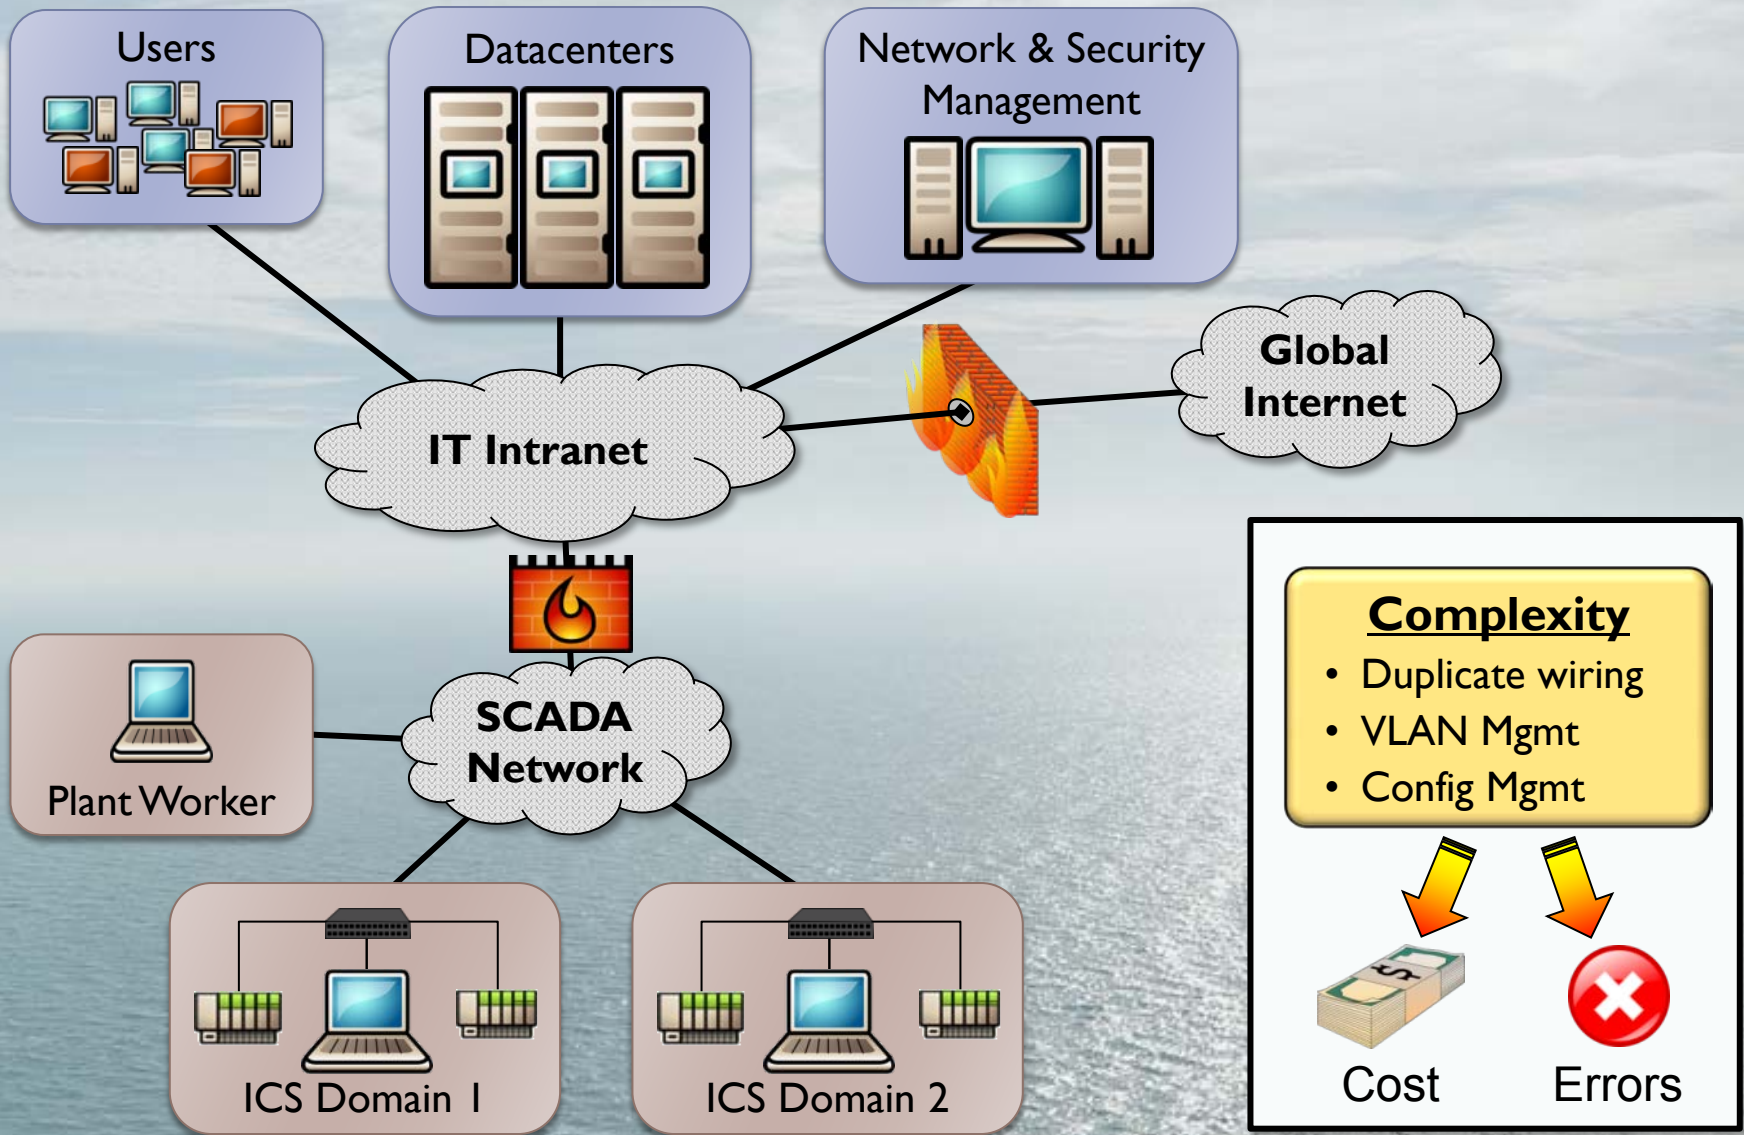 Users
Datacenters
Network & Security
Management
Global
Internet
IT Intranet
SCADA
Network
Plant Worker
ICS Domain 1
ICS Domain 2
Complexity
• Duplicate wiring
• VLAN Mgmt
• Config Mgmt
$
Cost
Errors